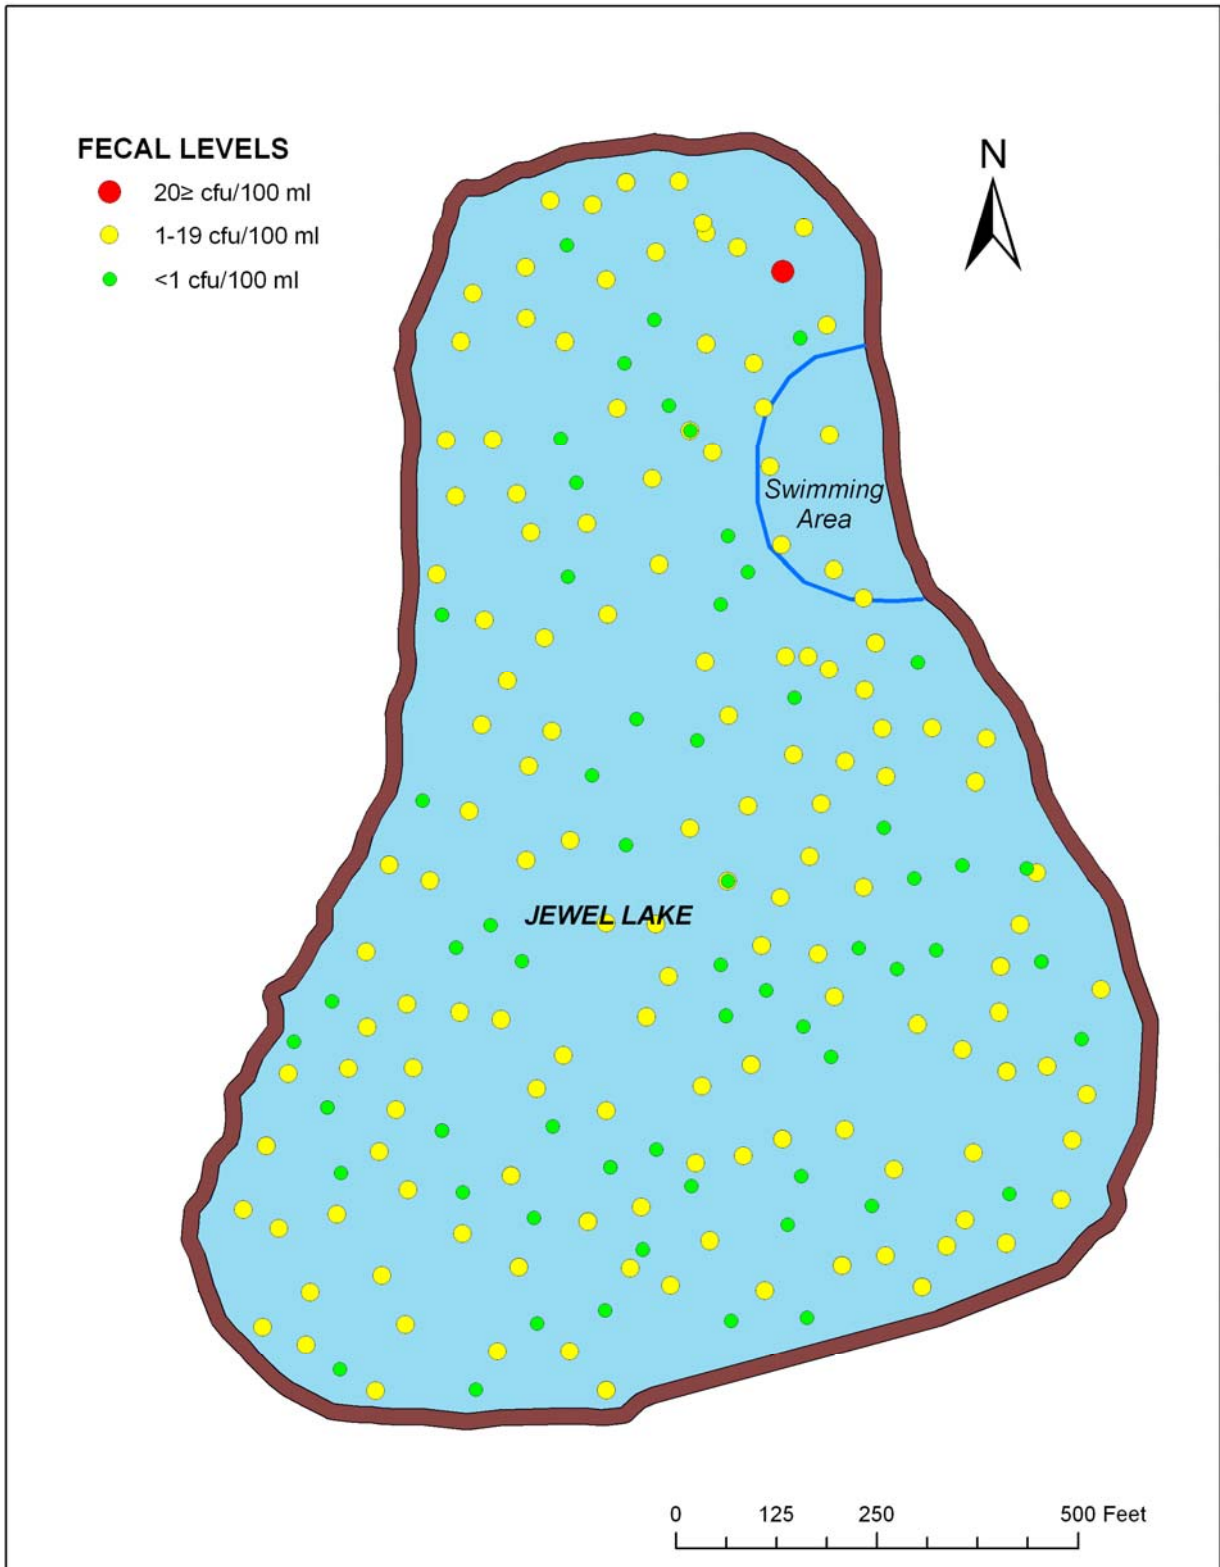 FECAL LEVELS
20≥ cfu/100 ml
1-19 cfu/100 ml
<1 cfu/100 ml
N
Swimming
Area
JEWEL LAKE
0 125 250 500 Feet